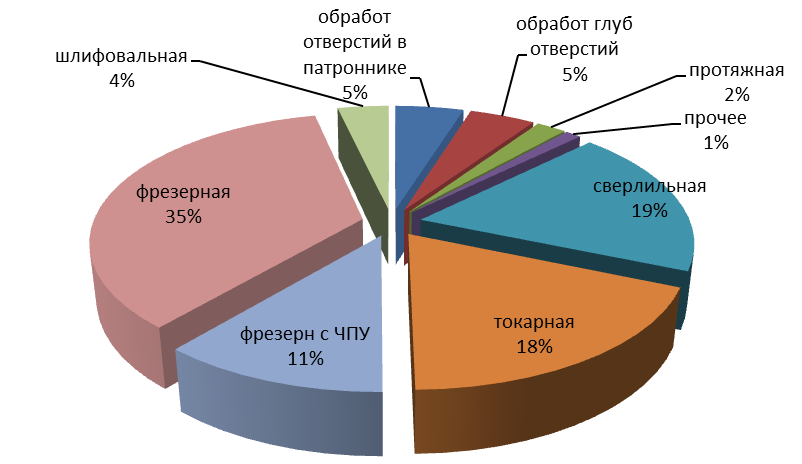 обработ
отверстий в
патроннике
5%
обработ глуб
отверстий
5%
протяжная
2%
прочее
1%
сверлильная
19%
токарная
18%
фрезерн с ЧПУ
11%
фрезерная
35%
шлифовальная
4%